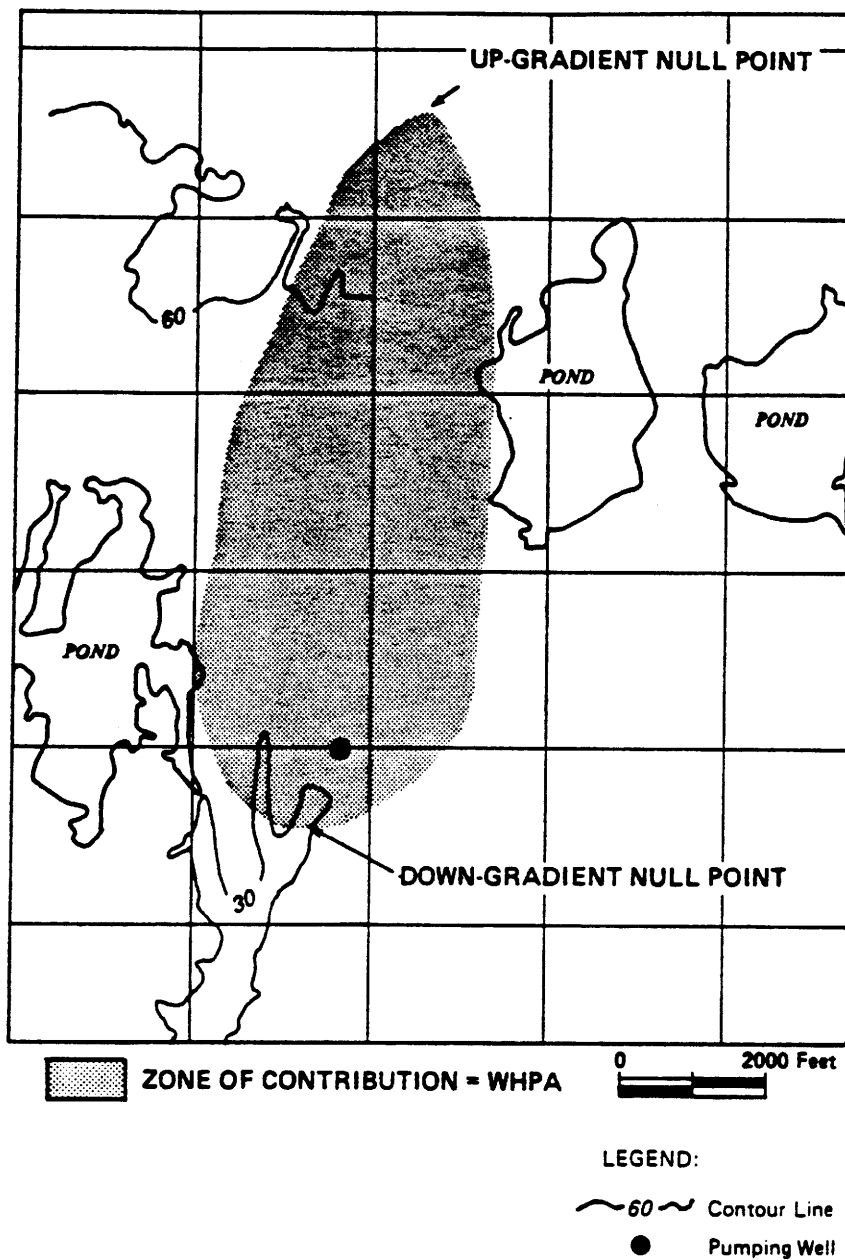 UP-GRADIENT NULL POINT
60
POND
POND
POND
DOWN-GRADIENT NULL POINT
30
ZONE OF CONTRIBUTION = WHPA
0 2000 Feet
LEGEND:
60 Contour Line
Pumping Well